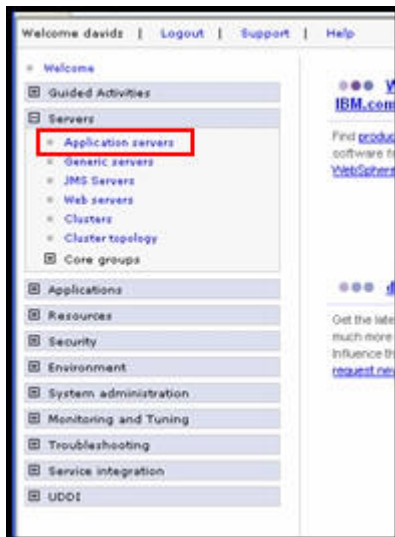 Welcome davids | Logout | Support | Help
Welcome
Guided Activities
Servers
Application servers
Generic servers
JMS Servers
Web servers
Clusters
Cluster topology
Core groups
Applications
Resources
Security
Environment
System administration
Monitoring and Tuning
Troubleshooting
Service integration
UDDI
IBM.com
Find
software
WebSphere
Get the late
much more
Influence th
request new